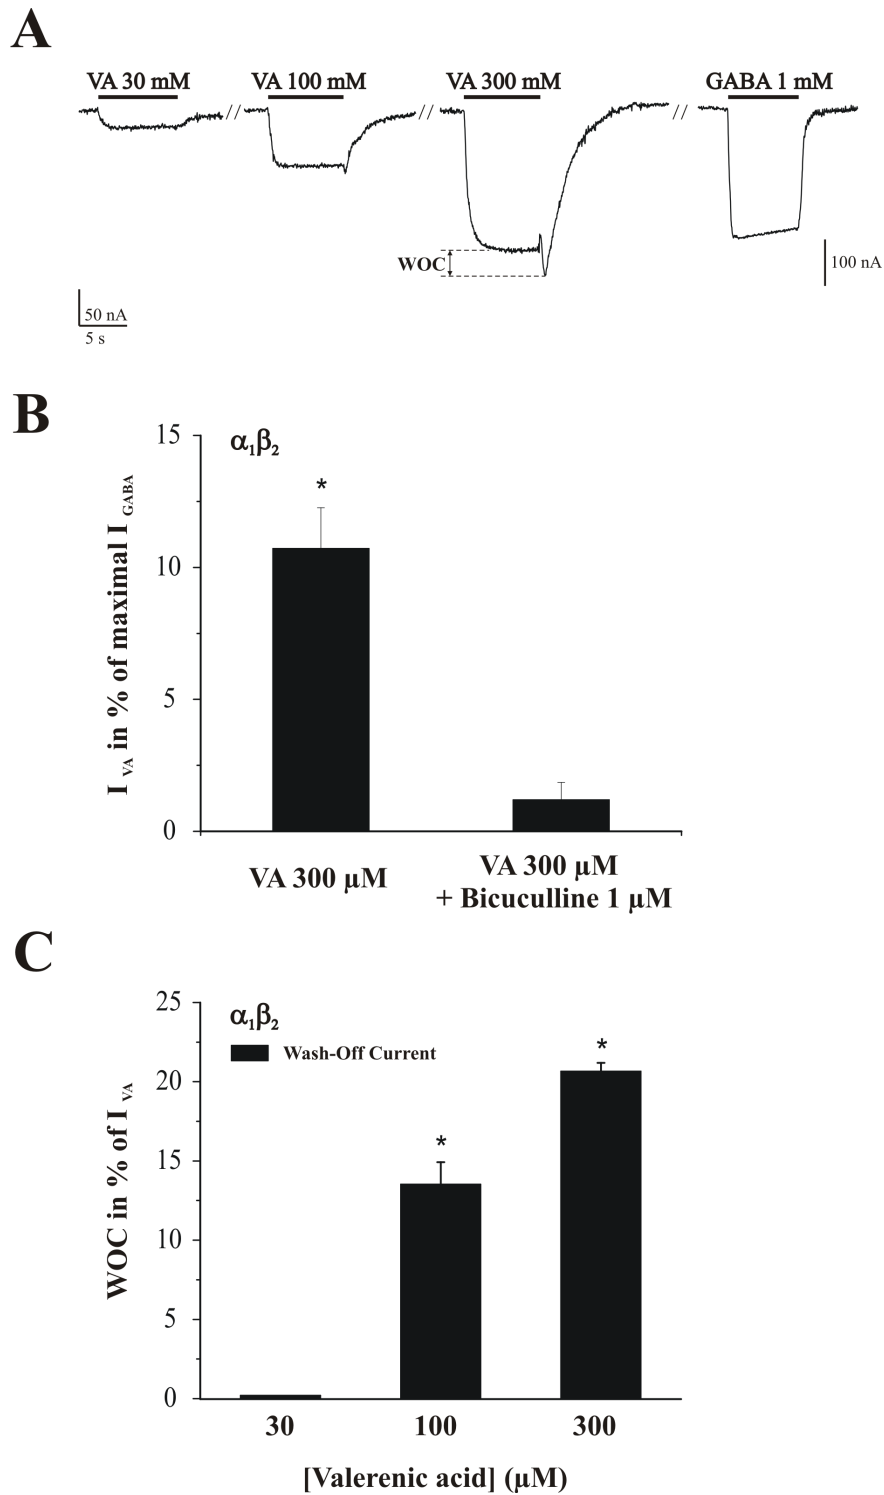 A
VA 30 mM VA 100 mM VA 300 mM GABA 1 mM
// // //
WOC
100 nA
50 nA
5 s
B
15
α1β2
*
10
5
0
I VA in % of maximal I GABA
VA 300 µM
VA 300 µM
+ Bicuculline 1 µM
C
25
α1β2
Wash-Off Current
*
*
20
15
10
5
0
WOC in % of I VA
30 100 300
[Valerenic acid] (µM)